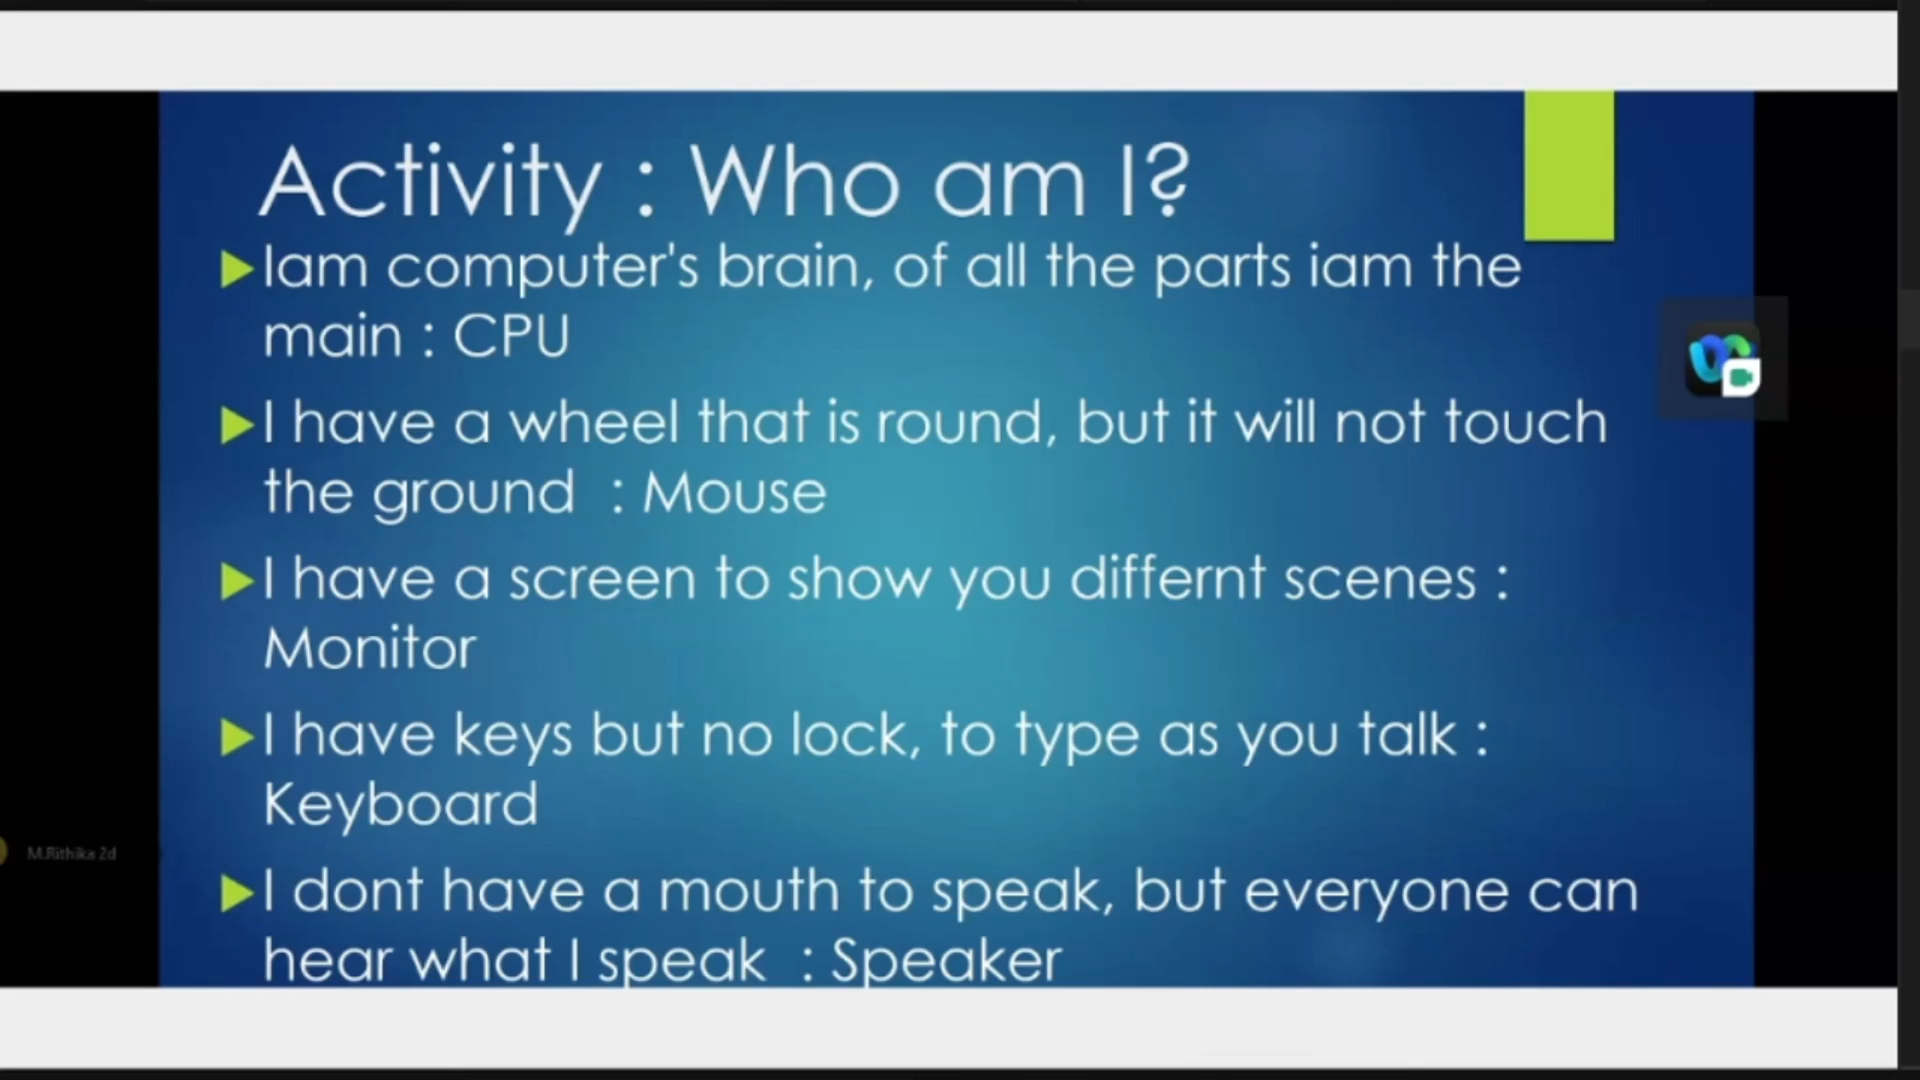 Activity : Who am I?
Iam computer's brain, of all the parts iam the
main : CPU
I have a wheel that is round, but it will not touch
the ground : Mouse
I have a screen to show you differnt scenes :
Monitor
I have keys but no lock, to type as you talk :
Keyboard
M.Rithika 2d
I dont have a mouth to speak, but everyone can
hear what I speak : Speaker